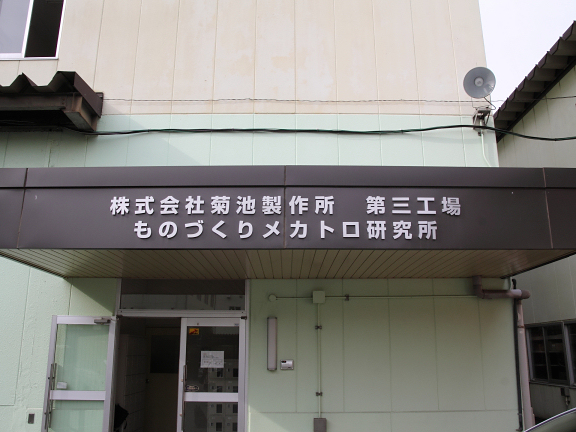 株式会社菊池製作所　第三工場
ものづくりメカトロ研究所